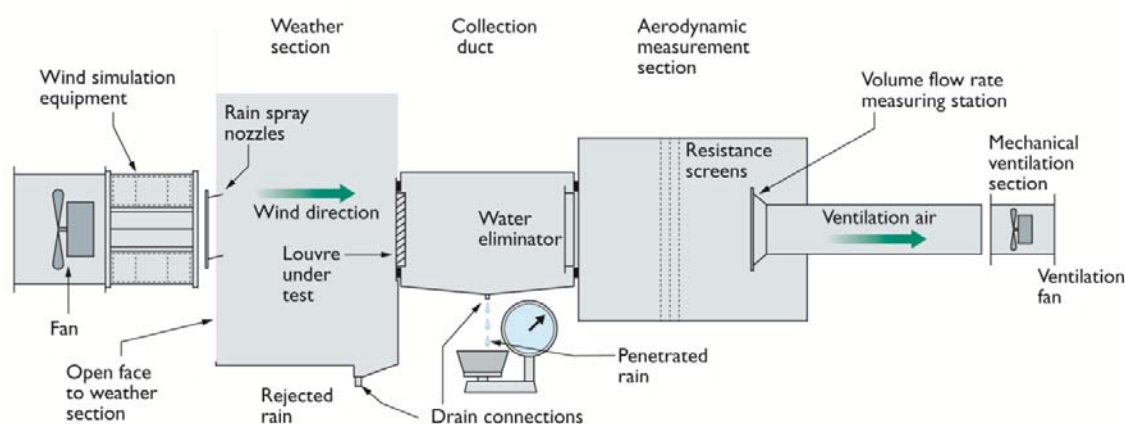 Weather
section
Collection
duct
Aerodynamic
measurement
section
Wind simulation
equipment
Rain spray
nozzles
Volume flow rate
measuring station
Resistance
screens
Mechanical
ventilation
section
Wind direction
Water
eliminator
Ventilation air
Louvre
under
test
Ventilation
fan
Fan
Open face
to weather
section
Rejected
rain
Drain connections
Penetrated
rain